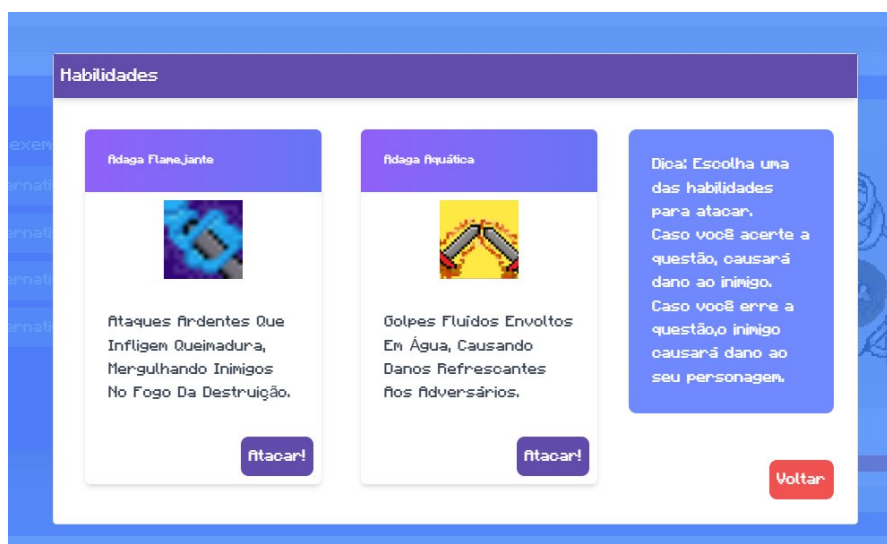 Habilidades
Adaga Flamejante
Ataques Ardentes Que
Infligem Queimadura,
Mergulhando Inimigos
No Fogo Da Destruição.
Atacar!
Adaga Aquática
Golpes Fluídos Envoltos
Em Água, Causando
Danos Refrescantes
Aos Adversários.
Atacar!
Dica: Escolha uma
das habilidades
para atacar.
Caso você acerte a
questão, causará
dano ao inimigo.
Caso você erre a
questão,o inimigo
causará dano ao
seu personagem.
Voltar